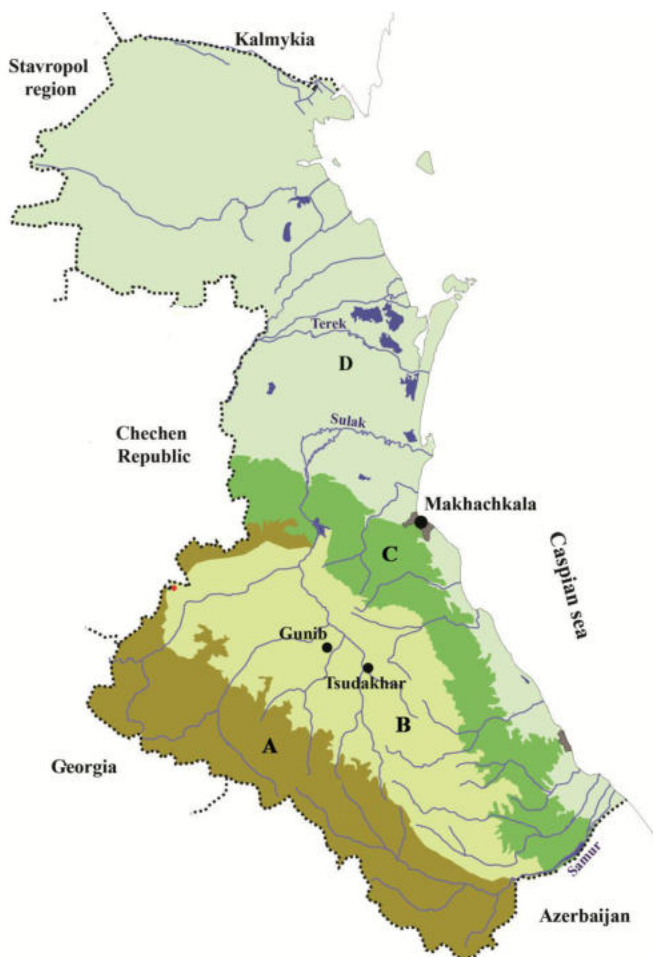 Kalmykia
Stavropol
region
Terek
D
Sulak
Chechen
Republic
Makhachkala
C
Caspian sea
Gunib
Tsudakhar
B
A
Georgia
Samur
Azerbaijan